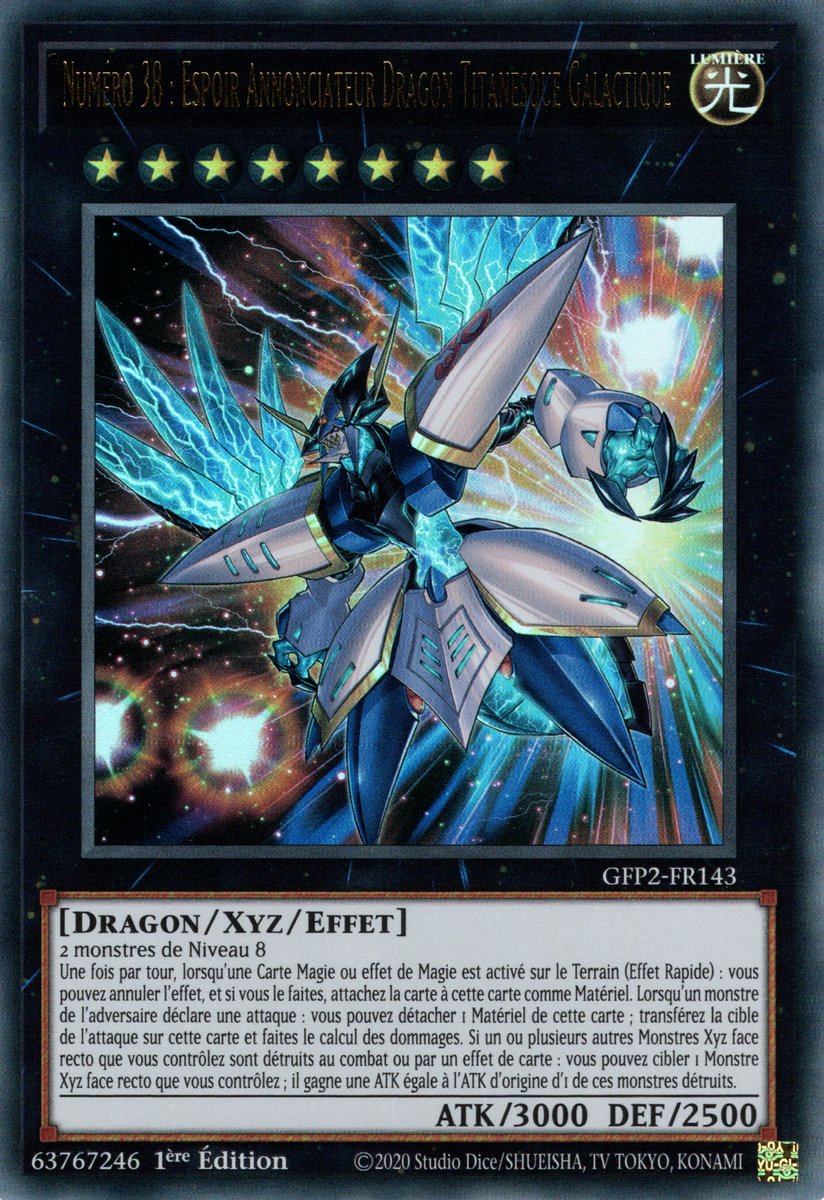 Numéro 38 : Espoir Annonciateur Dragon Titanesque Galactique
LUMIÈRE
光
GFP2-FR143
[Dragon/Xyz/Effet]
2 monstres de Niveau 8
Une fois par tour, lorsqu'une Carte Magie ou effet de Magie est activé sur le Terrain (Effet Rapide) : vous
pouvez annuler l'effet, et si vous le faites, attachez la carte à cette carte comme Matériel. Lorsqu'un monstre
de l'adversaire déclare une attaque : vous pouvez détacher 1 Matériel de cette carte ; transférez la cible
de l'attaque sur cette carte et faites le calcul des dommages. Si un ou plusieurs autres Monstres Xyz face
recto que vous contrôlez sont détruits au combat ou par un effet de carte : vous pouvez cibler 1 Monstre
Xyz face recto que vous contrôlez ; il gagne une ATK égale à l'ATK d'origine d'1 de ces monstres détruits.
ATK/3000 DEF/2500
63767246 1ère Édition
©2020 Studio Dice/SHUEISHA, TV TOKYO, KONAMI